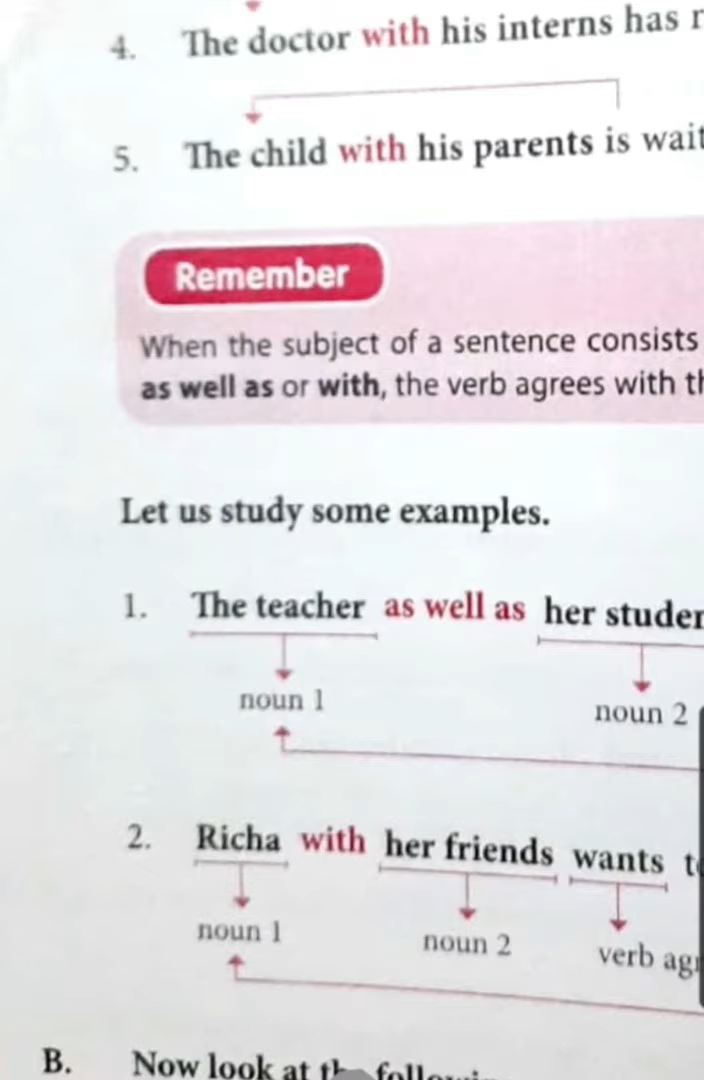 4. The doctor with his interns has
5. The child with his parents is
Remember
When the subject of a sentence consists
as well as or with, the verb agrees with
Let us study some examples.
1. The teacher as well as her
noun 1 noun 2
2. Richa with her friends wants
noun 1 noun 2 verb
B. Now look at